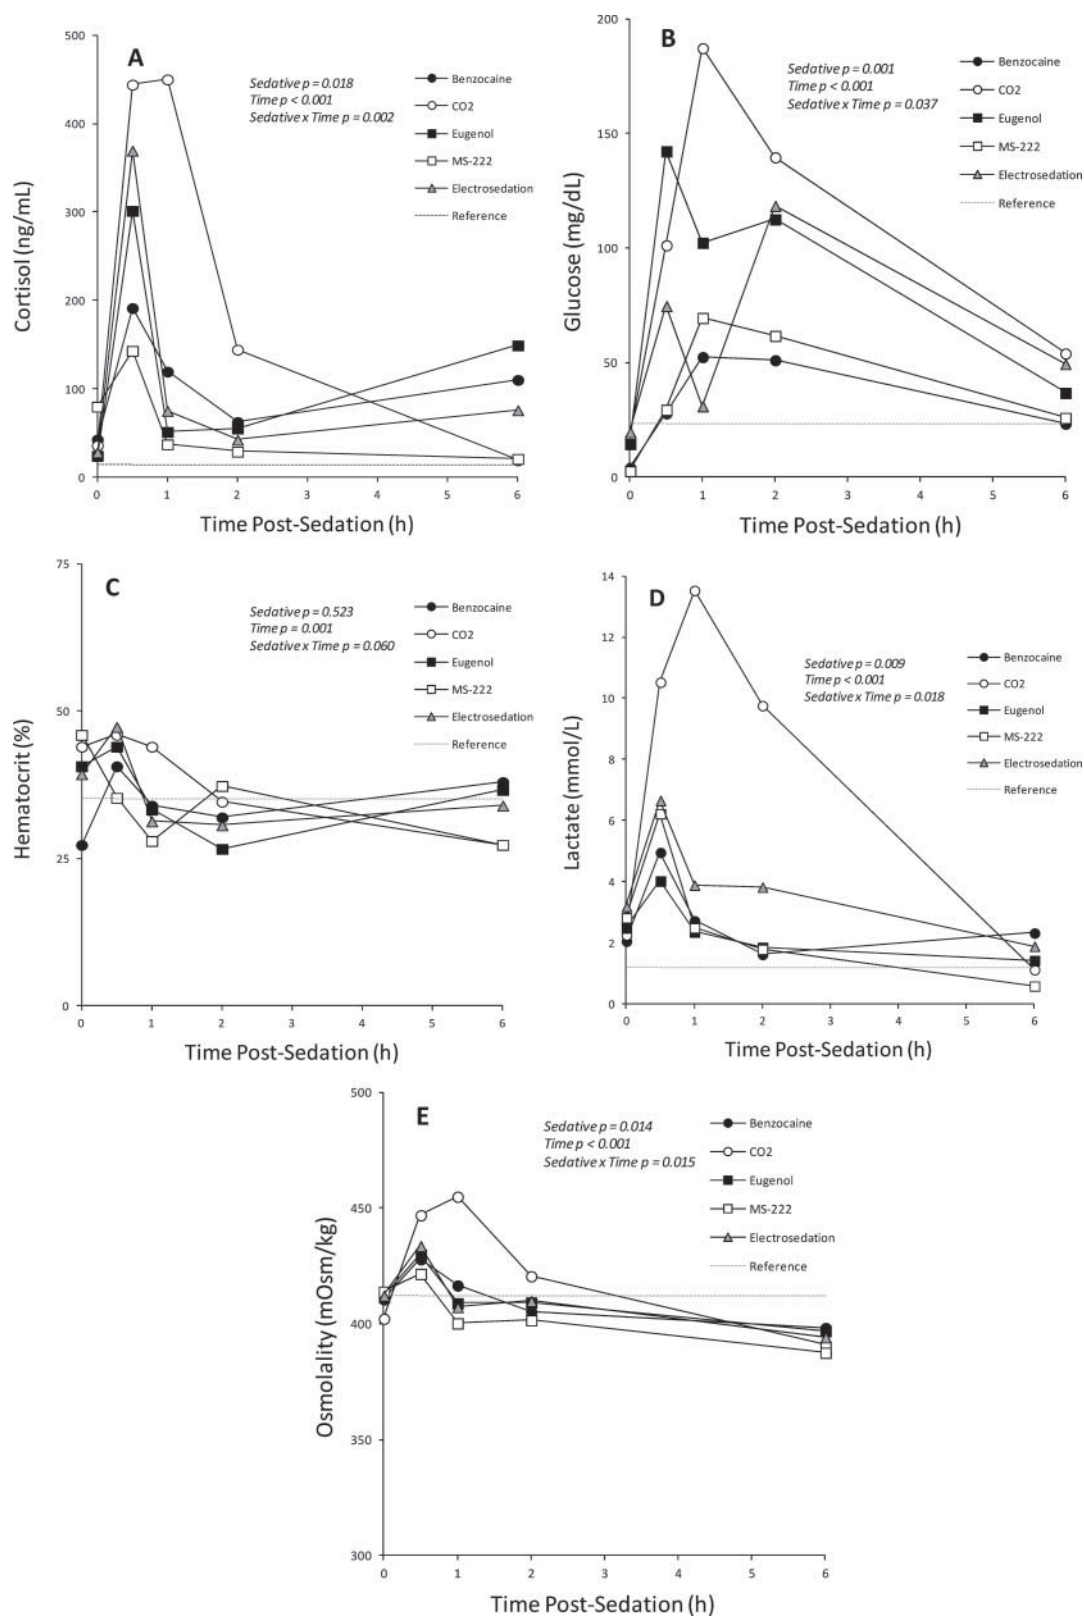 A
Sedative p = 0.018
Time p < 0.001
Sedative x Time p = 0.002
Benzocaine
CO2
Eugenol
MS-222
Electrosedation
Reference
500
400
300
200
100
0
Cortisol (ng/mL)
0 1 2 3 4 5 6
Time Post-Sedation (h)
B
Sedative p = 0.001
Time p < 0.001
Sedative x Time p = 0.037
Benzocaine
CO2
Eugenol
MS-222
Electrosedation
Reference
200
150
100
50
0
Glucose (mg/dL)
0 1 2 3 4 5 6
Time Post-Sedation (h)
C
Sedative p = 0.523
Time p = 0.001
Sedative x Time p = 0.060
Benzocaine
CO2
Eugenol
MS-222
Electrosedation
Reference
75
50
25
0
Hematocrit (%)
0 1 2 3 4 5 6
Time Post-Sedation (h)
D
Sedative p = 0.009
Time p < 0.001
Sedative x Time p = 0.018
Benzocaine
CO2
Eugenol
MS-222
Electrosedation
Reference
14
12
10
8
6
4
2
0
Lactate (mmol/L)
0 1 2 3 4 5 6
Time Post-Sedation (h)
E
Sedative p = 0.014
Time p < 0.001
Sedative x Time p = 0.015
Benzocaine
CO2
Eugenol
MS-222
Electrosedation
Reference
500
450
400
350
300
Osmolality (mOsm/kg)
0 1 2 3 4 5 6
Time Post-Sedation (h)